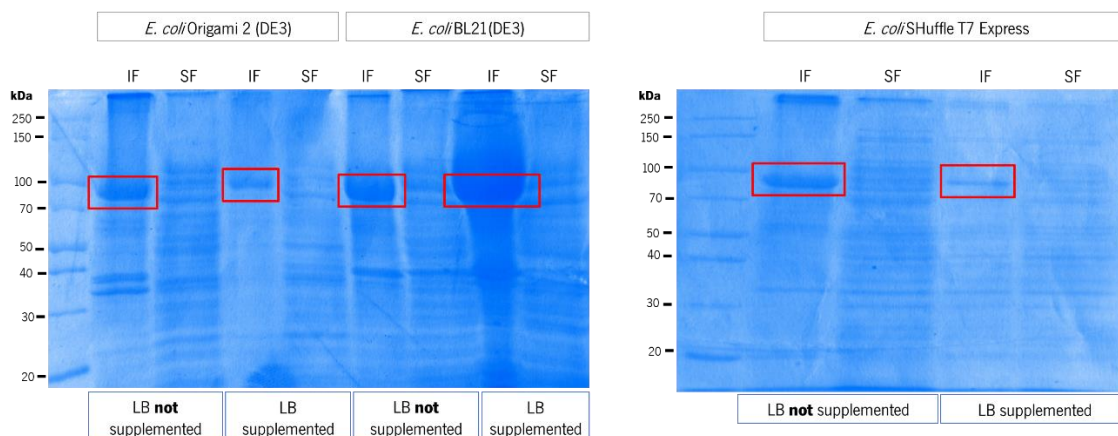 E. coli Origami 2 (DE3) E. coli BL21(DE3)
IF SF IF SF IF SF IF SF
kDa
250
150
100
70
50
40
30
20
LB not supplemented
LB supplemented
LB not supplemented
LB supplemented
E. coli SHuffle T7 Express
IF SF IF SF
kDa
250
150
100
70
50
40
30
20
LB not supplemented LB supplemented